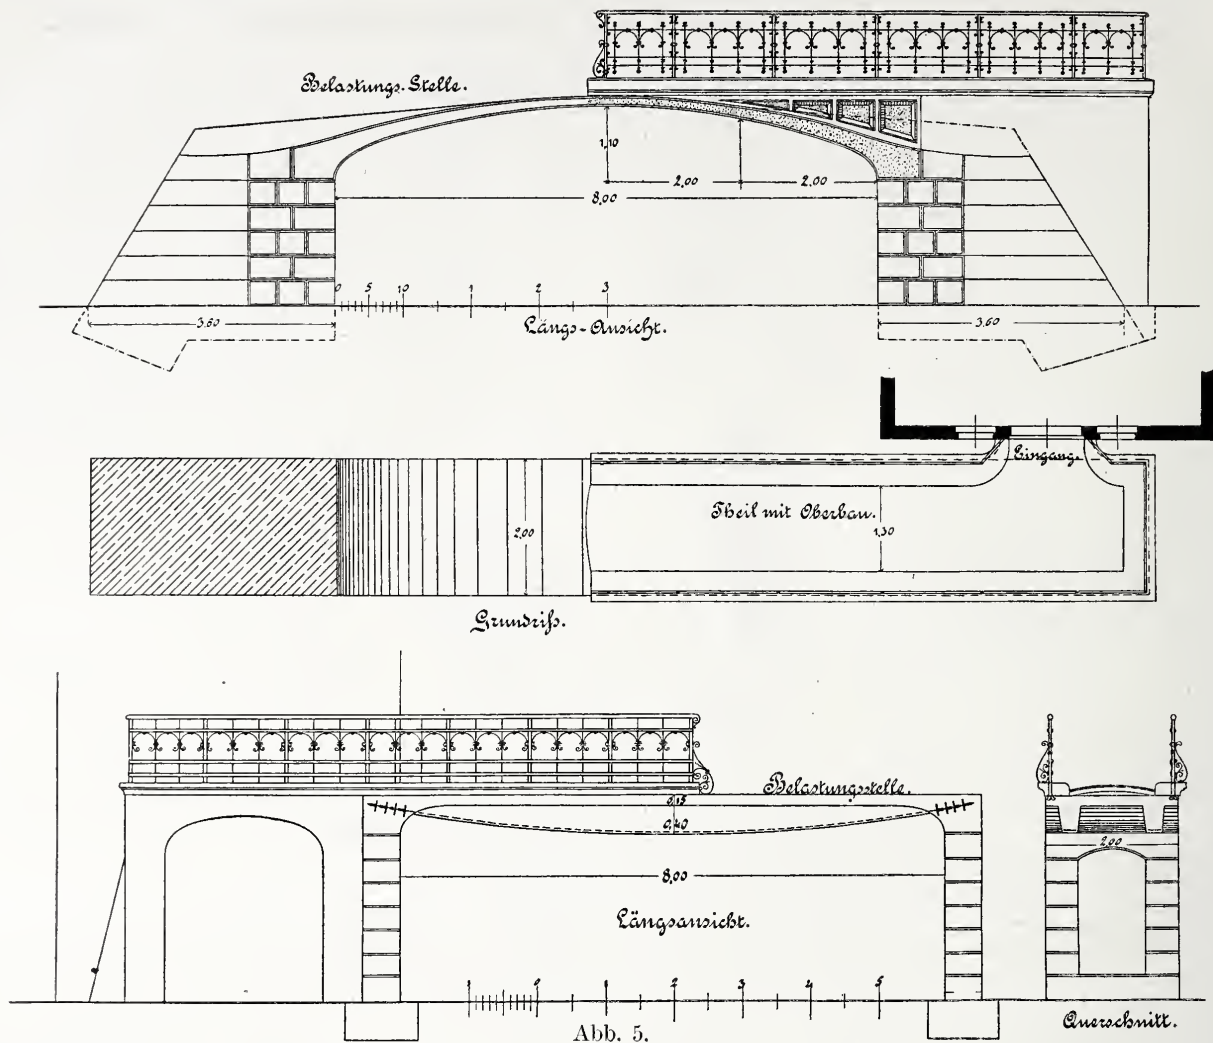 Belastungs-Stelle.
1,10
2,00 2,00
8,00
0 5 10 1 2 3
3,60 Längs-Ansicht. 3,60
Eingang.
Theil mit Oberbau.
2,00 1,30
Grundriß.
Belastungsstelle.
0,15
0,40
2,00
8,00
Längsansicht.
1 0 1 2 3 4 5
Abb. 5.
Querschnitt.